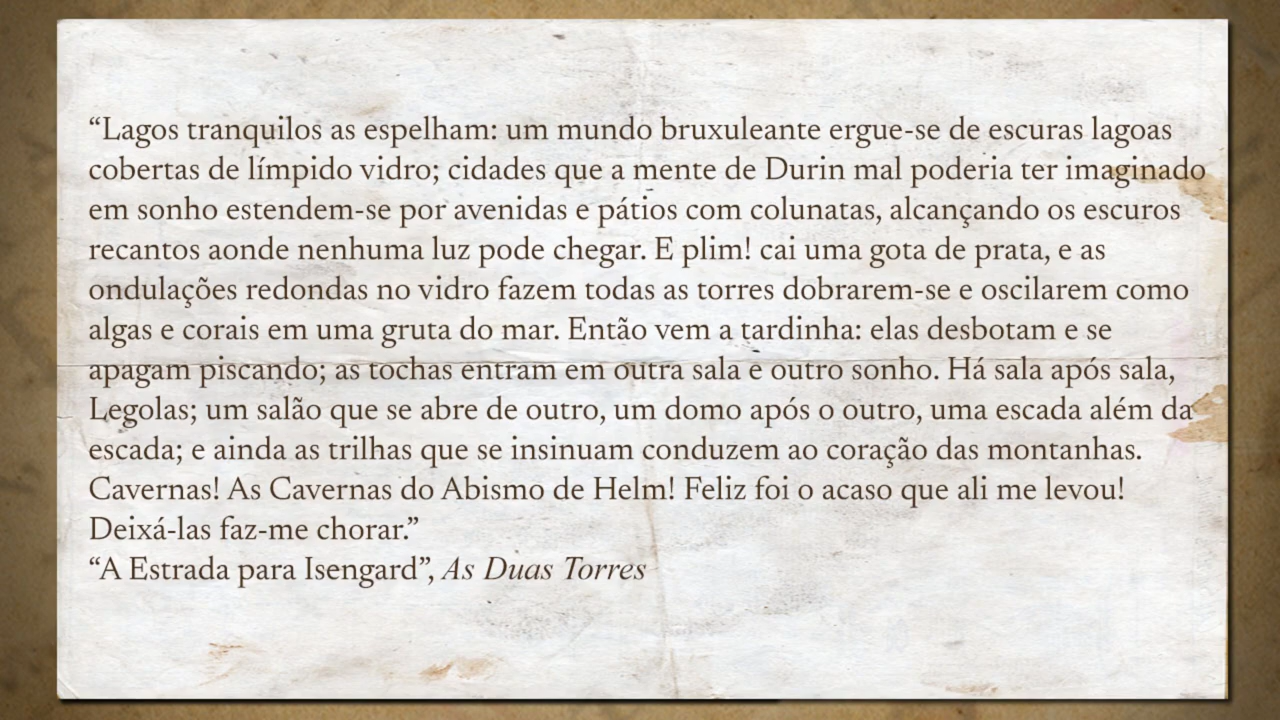 “Lagos tranquilos as espelham: um mundo bruxuleante ergue-se de escuras lagoas
cobertas de límpido vidro; cidades que a mente de Durin mal poderia ter imaginado
em sonho estendem-se por avenidas e pátios com colunatas, alcançando os escuros
recantos aonde nenhuma luz pode chegar. E plim! cai uma gota de prata, e as
ondulações redondas no vidro fazem todas as torres dobrarem-se e oscilarem como
algas e corais em uma gruta do mar. Então vem a tardinha: elas desbotam e se
apagam piscando; as tochas entram em outra sala e outro sonho. Há sala após sala,
Legolas; um salão que se abre de outro, um domo após o outro, uma escada além da
escada; e ainda as trilhas que se insinuam conduzem ao coração das montanhas.
Cavernas! As Cavernas do Abismo de Helm! Feliz foi o acaso que ali me levou!
Deixá-las faz-me chorar.”
“A Estrada para Isengard”, As Duas Torres